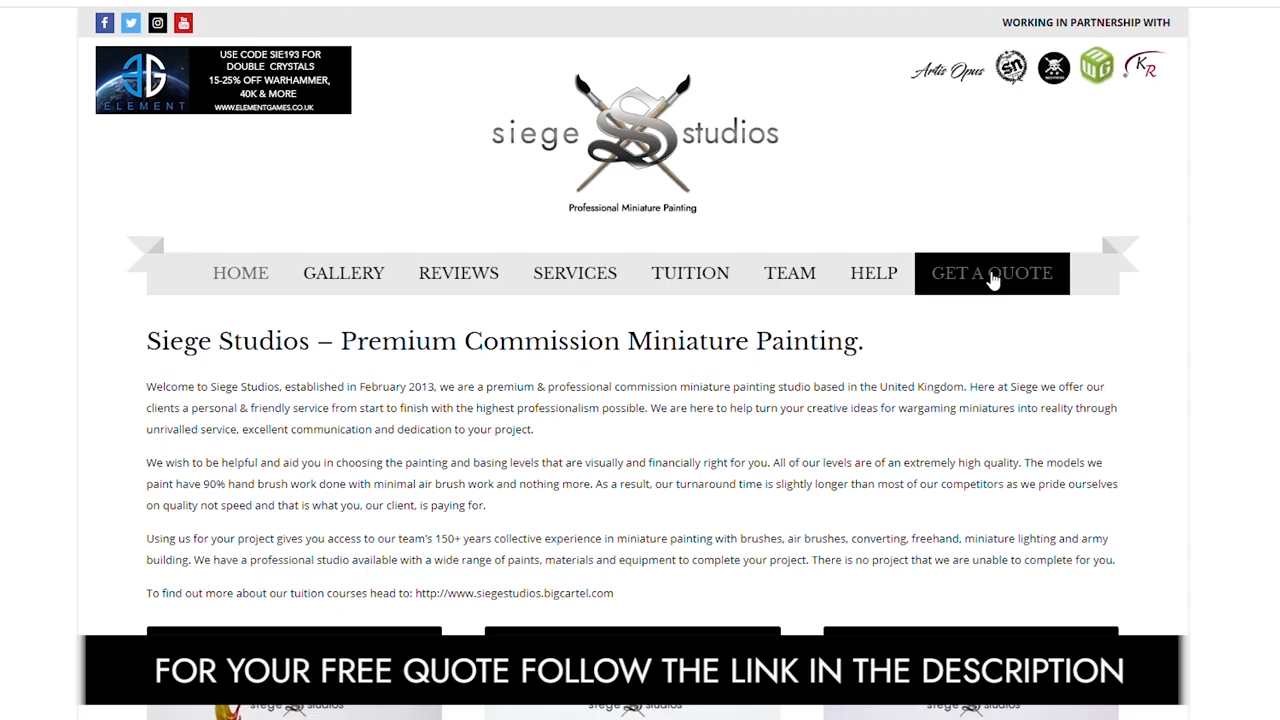 WORKING IN PARTNERSHIP WITH
USE CODE SIE193 FOR
DOUBLE CRYSTALS
15-25% OFF WARHAMMER,
40K & MORE
WWW.ELEMENTGAMES.CO.UK
ELEMENT
Artis Opus
KR
siege studios
Professional Miniature Painting
HOME GALLERY REVIEWS SERVICES TUITION TEAM HELP GET A QUOTE
Siege Studios – Premium Commission Miniature Painting.
Welcome to Siege Studios, established in February 2013, we are a premium & professional commission miniature painting studio based in the United Kingdom. Here at Siege we offer our
clients a personal & friendly service from start to finish with the highest professionalism possible. We are here to help turn your creative ideas for wargaming miniatures into reality through
unrivalled service, excellent communication and dedication to your project.
We wish to be helpful and aid you in choosing the painting and basing levels that are visually and financially right for you. All of our levels are of an extremely high quality. The models we
paint have 90% hand brush work done with minimal air brush work and nothing more. As a result, our turnaround time is slightly longer than most of our competitors as we pride ourselves
on quality not speed and that is what you, our client, is paying for.
Using us for your project gives you access to our team's 150+ years collective experience in miniature painting with brushes, air brushes, converting, freehand, miniature lighting and army
building. We have a professional studio available with a wide range of paints, materials and equipment to complete your project. There is no project that we are unable to complete for you.
To find out more about our tuition courses head to: http://www.siegestudios.bigcartel.com
FOR YOUR FREE QUOTE FOLLOW THE LINK IN THE DESCRIPTION